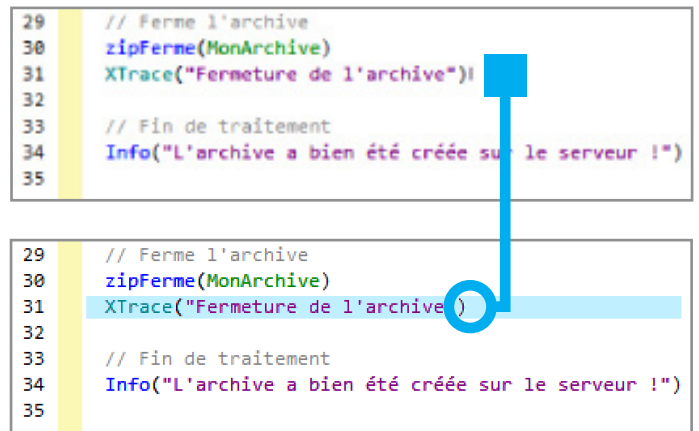 29 // Ferme l'archive
30 zipFerme(MonArchive)
31 XTrace("Fermeture de l'archive")
32
33 // Fin de traitement
34 Info("L'archive a bien été créée sur le serveur !")
35
29 // Ferme l'archive
30 zipFerme(MonArchive)
31 XTrace("Fermeture de l'archive )
32
33 // Fin de traitement
34 Info("L'archive a bien été créée sur le serveur !")
35